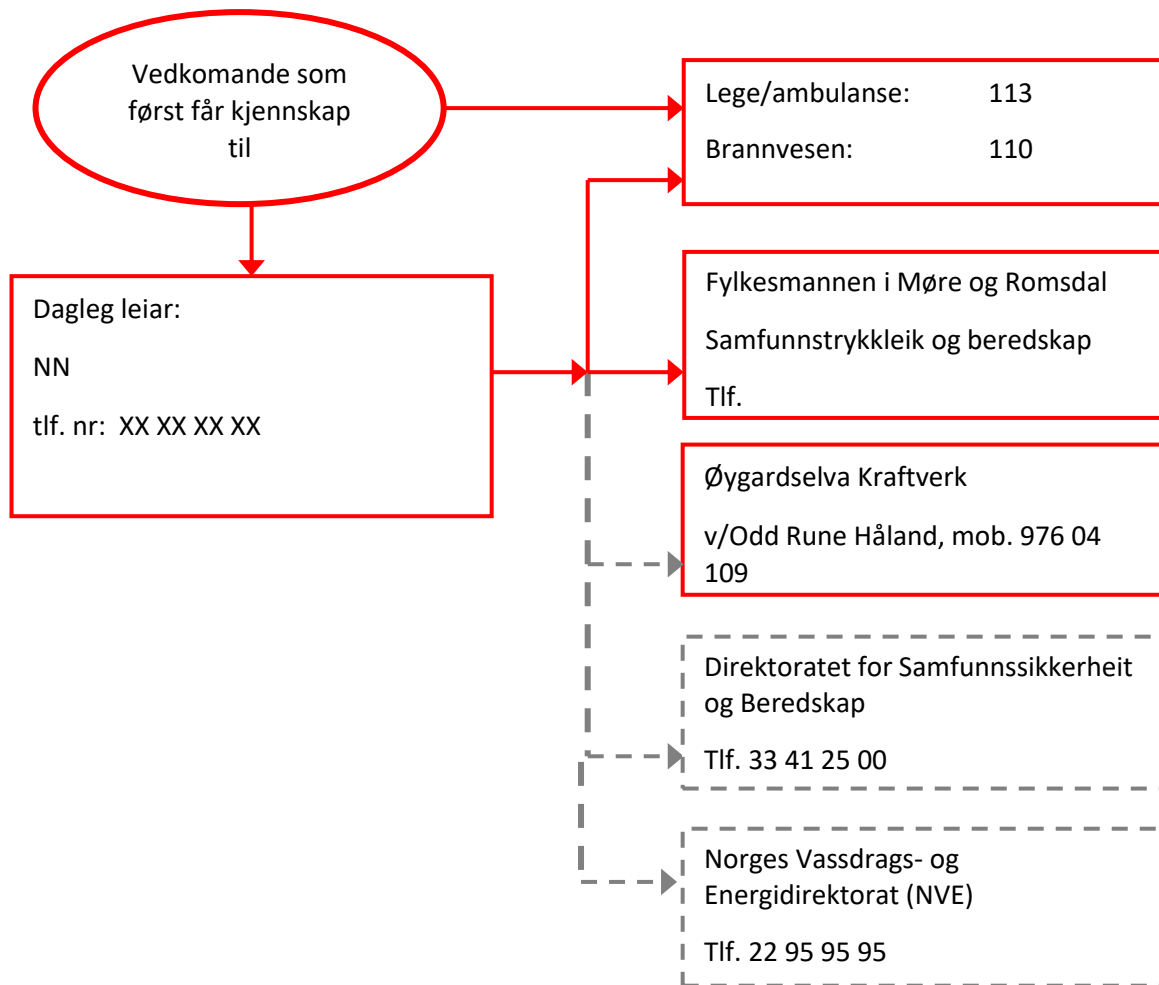 Vedkomande som
først får kjennskap
til
Lege/ambulanse: 113
Brannvesen: 110
Dagleg leiar:
NN
tlf. nr: XX XX XX XX
Fylkesmannen i Møre og Romsdal
Samfunnstrykkleik og beredskap
Tlf.
Øygardselva Kraftverk
v/Odd Rune Håland, mob. 976 04
109
Direktoratet for Samfunnssikkerheit
og Beredskap
Tlf. 33 41 25 00
Norges Vassdrags- og
Energidirektorat (NVE)
Tlf. 22 95 95 95